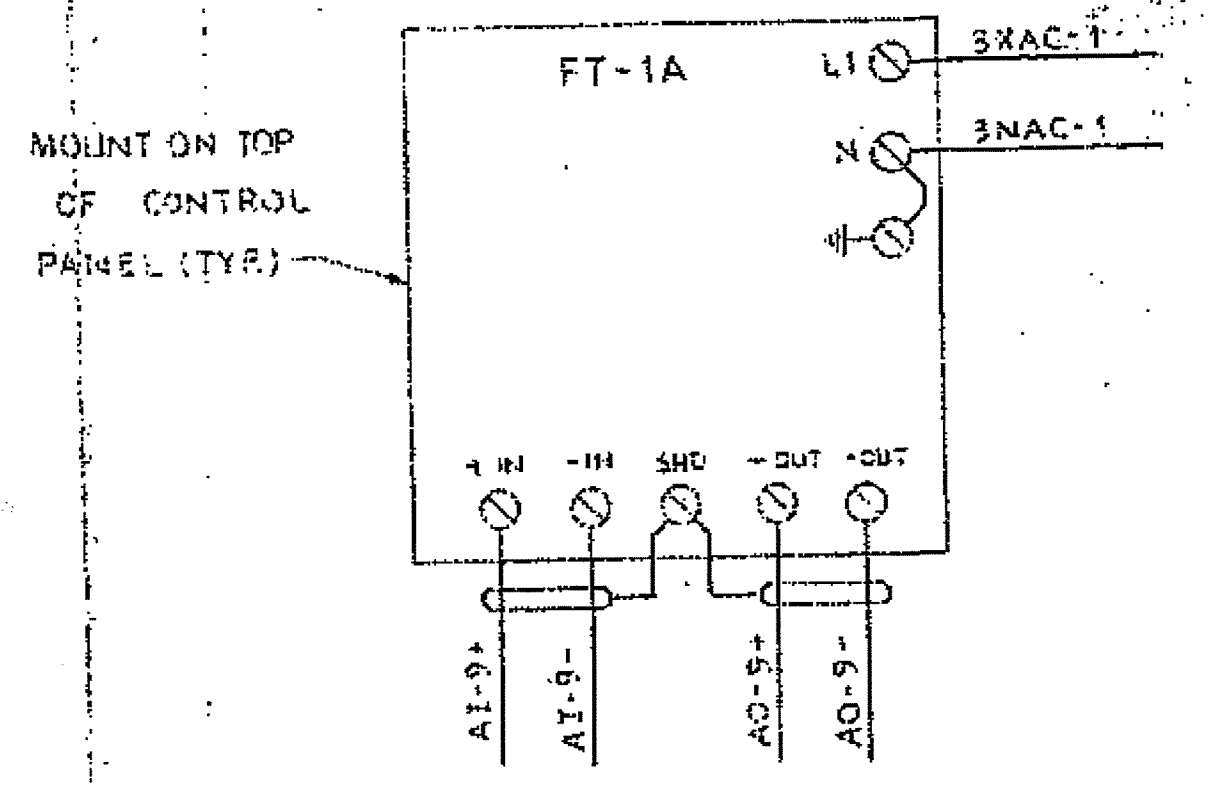 FT-1A
L1
3XAC-1
N
3NAC-1
MOUNT ON TOP
OF CONTROL
PANEL (TYP.)
+ IN
-IN
SHD
+ OUT
-OUT
AI-9+
AI-9-
AO-9+
AO-9-